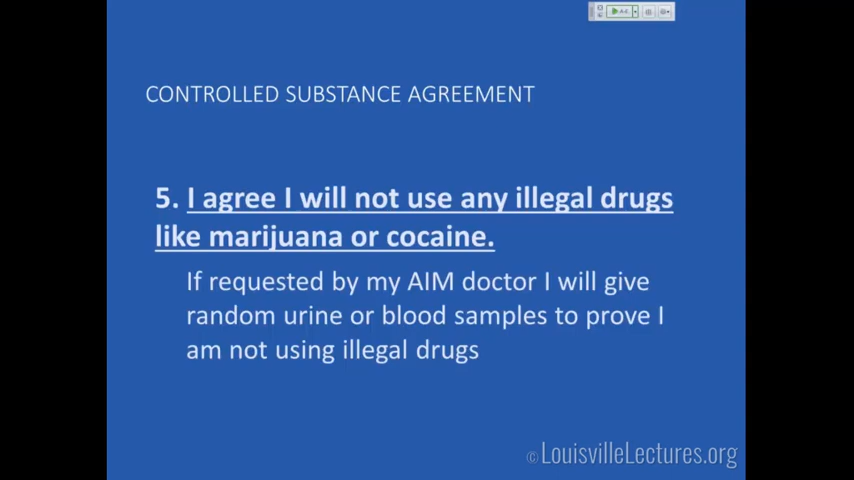 CONTROLLED SUBSTANCE AGREEMENT
5. I agree I will not use any illegal drugs
like marijuana or cocaine.
If requested by my AIM doctor I will give
random urine or blood samples to prove I
am not using illegal drugs
© LouisvilleLectures.org